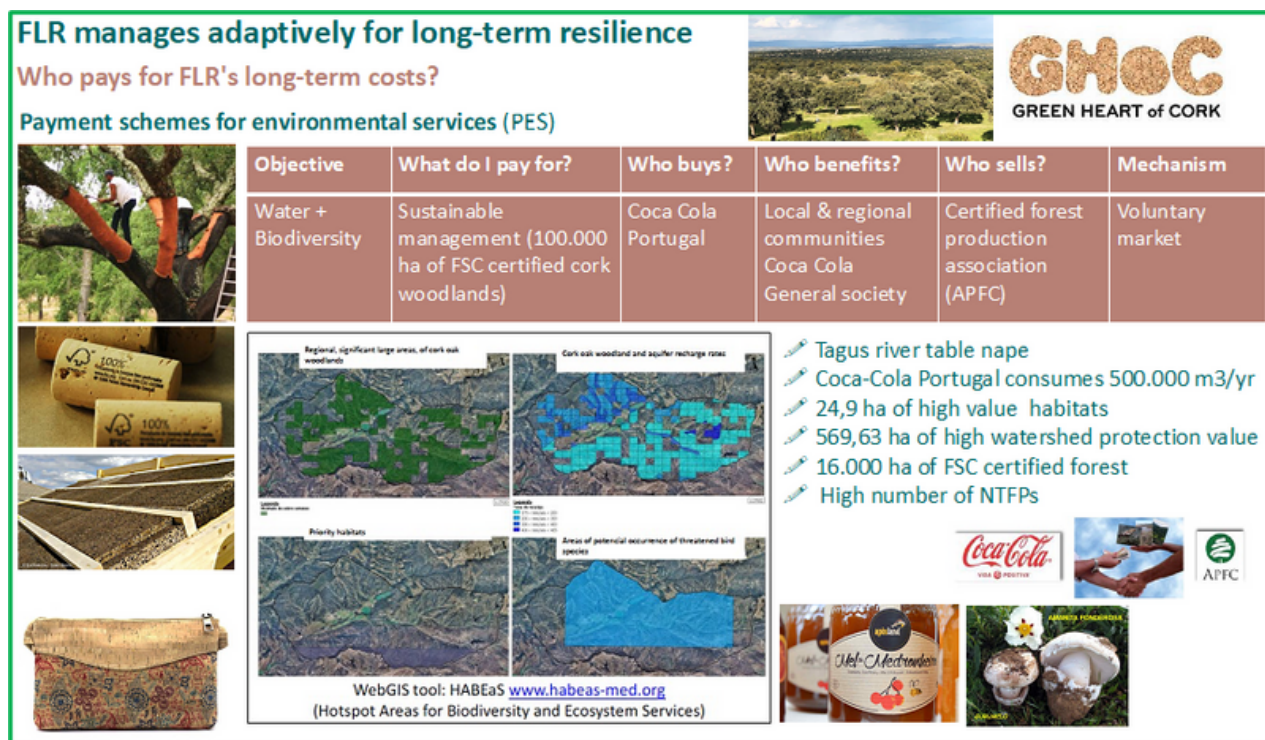 FLR manages adaptively for long-term resilience
Who pays for FLR's long-term costs?
Payment schemes for environmental services (PES)
GHoC
GREEN HEART of CORK
Objective
What do I pay for?
Who buys?
Who benefits?
Who sells?
Mechanism
Water +
Biodiversity
Sustainable
management (100.000
ha of FSC certified cork
woodlands)
Coca Cola
Portugal
Local & regional
communities
Coca Cola
General society
Certified forest
production
association
(APFC)
Voluntary
market
100%
100%
FSC
Regional, significant large areas, of cork oak
woodlands
Cork oak woodland and aquifer recharge rates
Priority habitats
Areas of potencial occurrence of threatened bird
species
WebGIS tool: HABEaS www.habeas-med.org
(Hotspot Areas for Biodiversity and Ecosystem Services)
Tagus river table nape
Coca-Cola Portugal consumes 500.000 m3/yr
24,9 ha of high value habitats
569,63 ha of high watershed protection value
16.000 ha of FSC certified forest
High number of NTFPs
Coca-Cola
VIDA POSITIVA
APFC
apisland
Mel & Medronheiro
AMANITA PONDEROSA